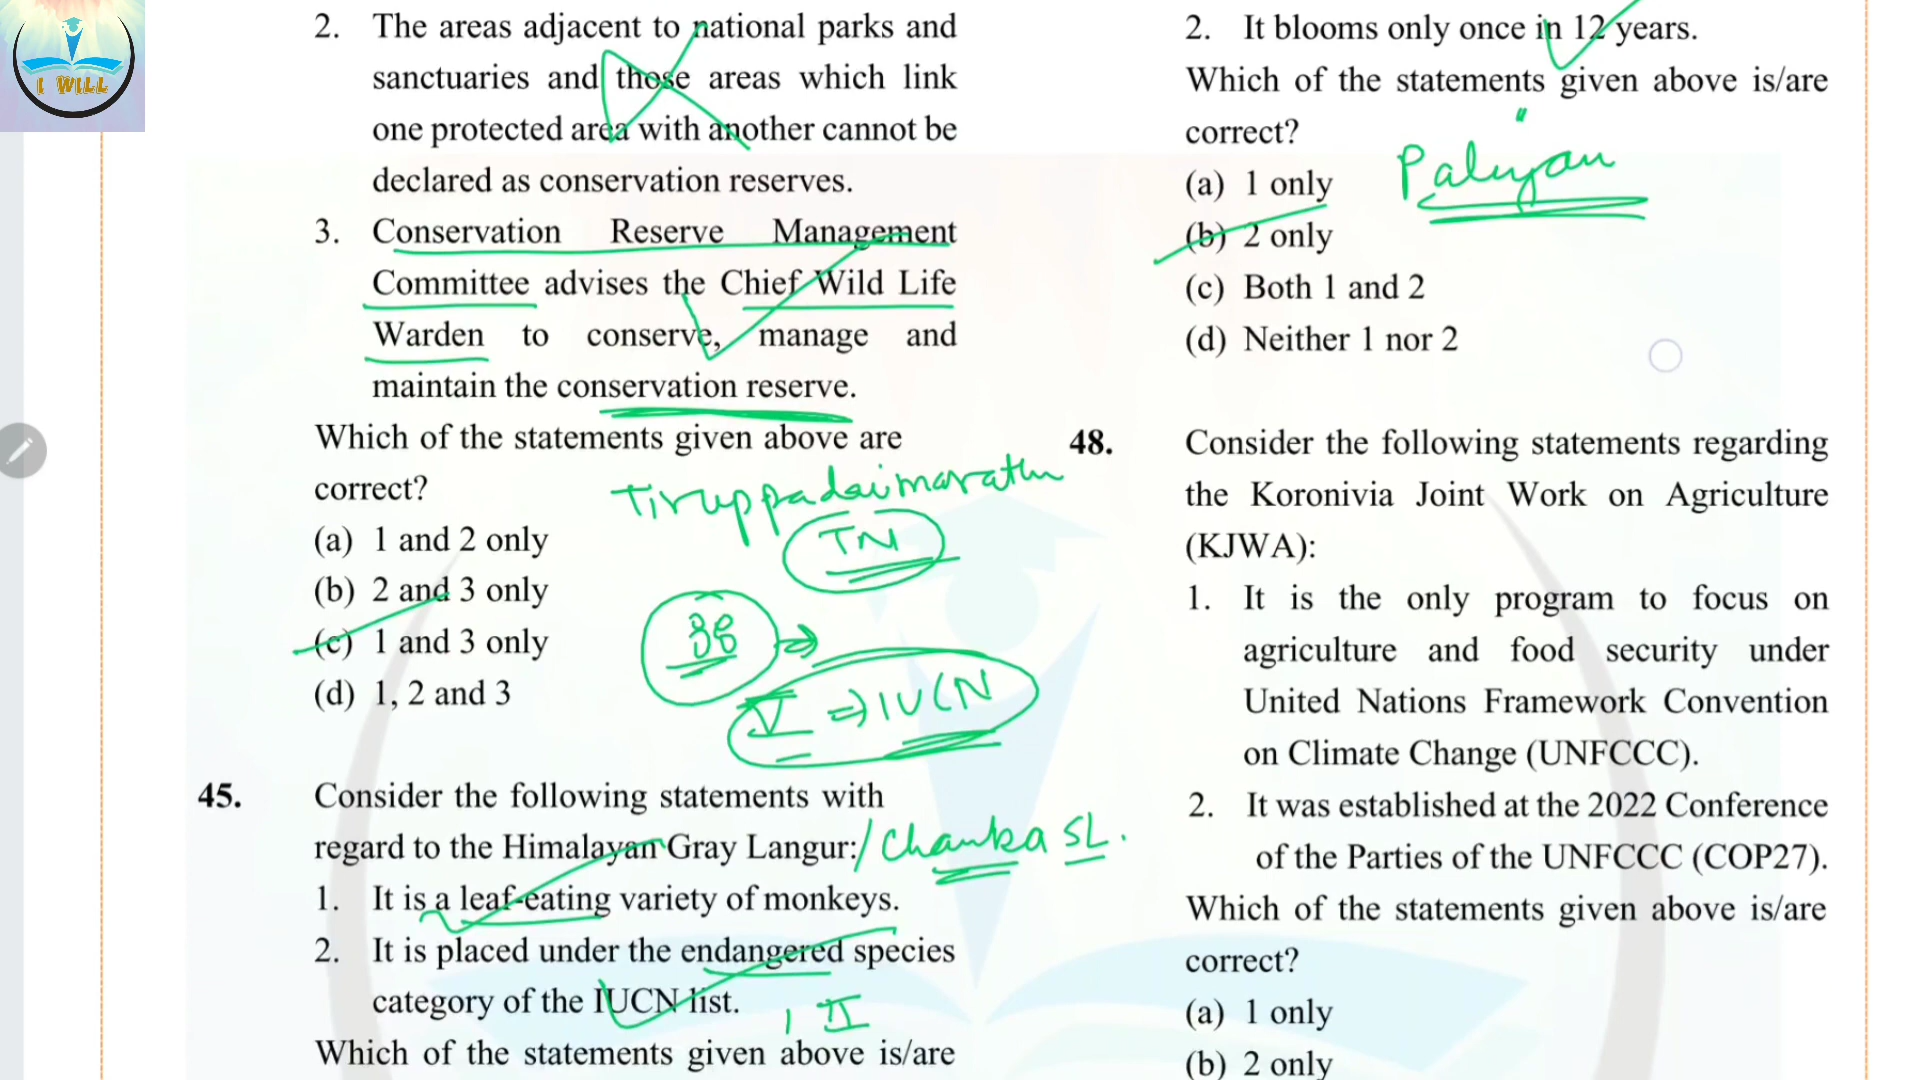 I WILL
2. The areas adjacent to national parks and
sanctuaries and those areas which link
one protected area with another cannot be
declared as conservation reserves.
3. Conservation Reserve Management
Committee advises the Chief Wild Life
Warden to conserve, manage and
maintain the conservation reserve.
Which of the statements given above are
correct?
Tiruppadaimarathu
TN
(a) 1 and 2 only
(b) 2 and 3 only
(c) 1 and 3 only
(d) 1, 2 and 3
38 →
V ⇒ IUCN
45. Consider the following statements with
regard to the Himalayan Gray Langur: / Chamba SL.
1. It is a leaf-eating variety of monkeys.
2. It is placed under the endangered species
category of the IUCN list.
I II
Which of the statements given above is/are
2. It blooms only once in 12 years.
Which of the statements given above is/are
correct?
Paliyan
(a) 1 only
(b) 2 only
(c) Both 1 and 2
(d) Neither 1 nor 2
48. Consider the following statements regarding
the Koronivia Joint Work on Agriculture
(KJWA):
1. It is the only program to focus on
agriculture and food security under
United Nations Framework Convention
on Climate Change (UNFCCC).
2. It was established at the 2022 Conference
of the Parties of the UNFCCC (COP27).
Which of the statements given above is/are
correct?
(a) 1 only
(b) 2 only